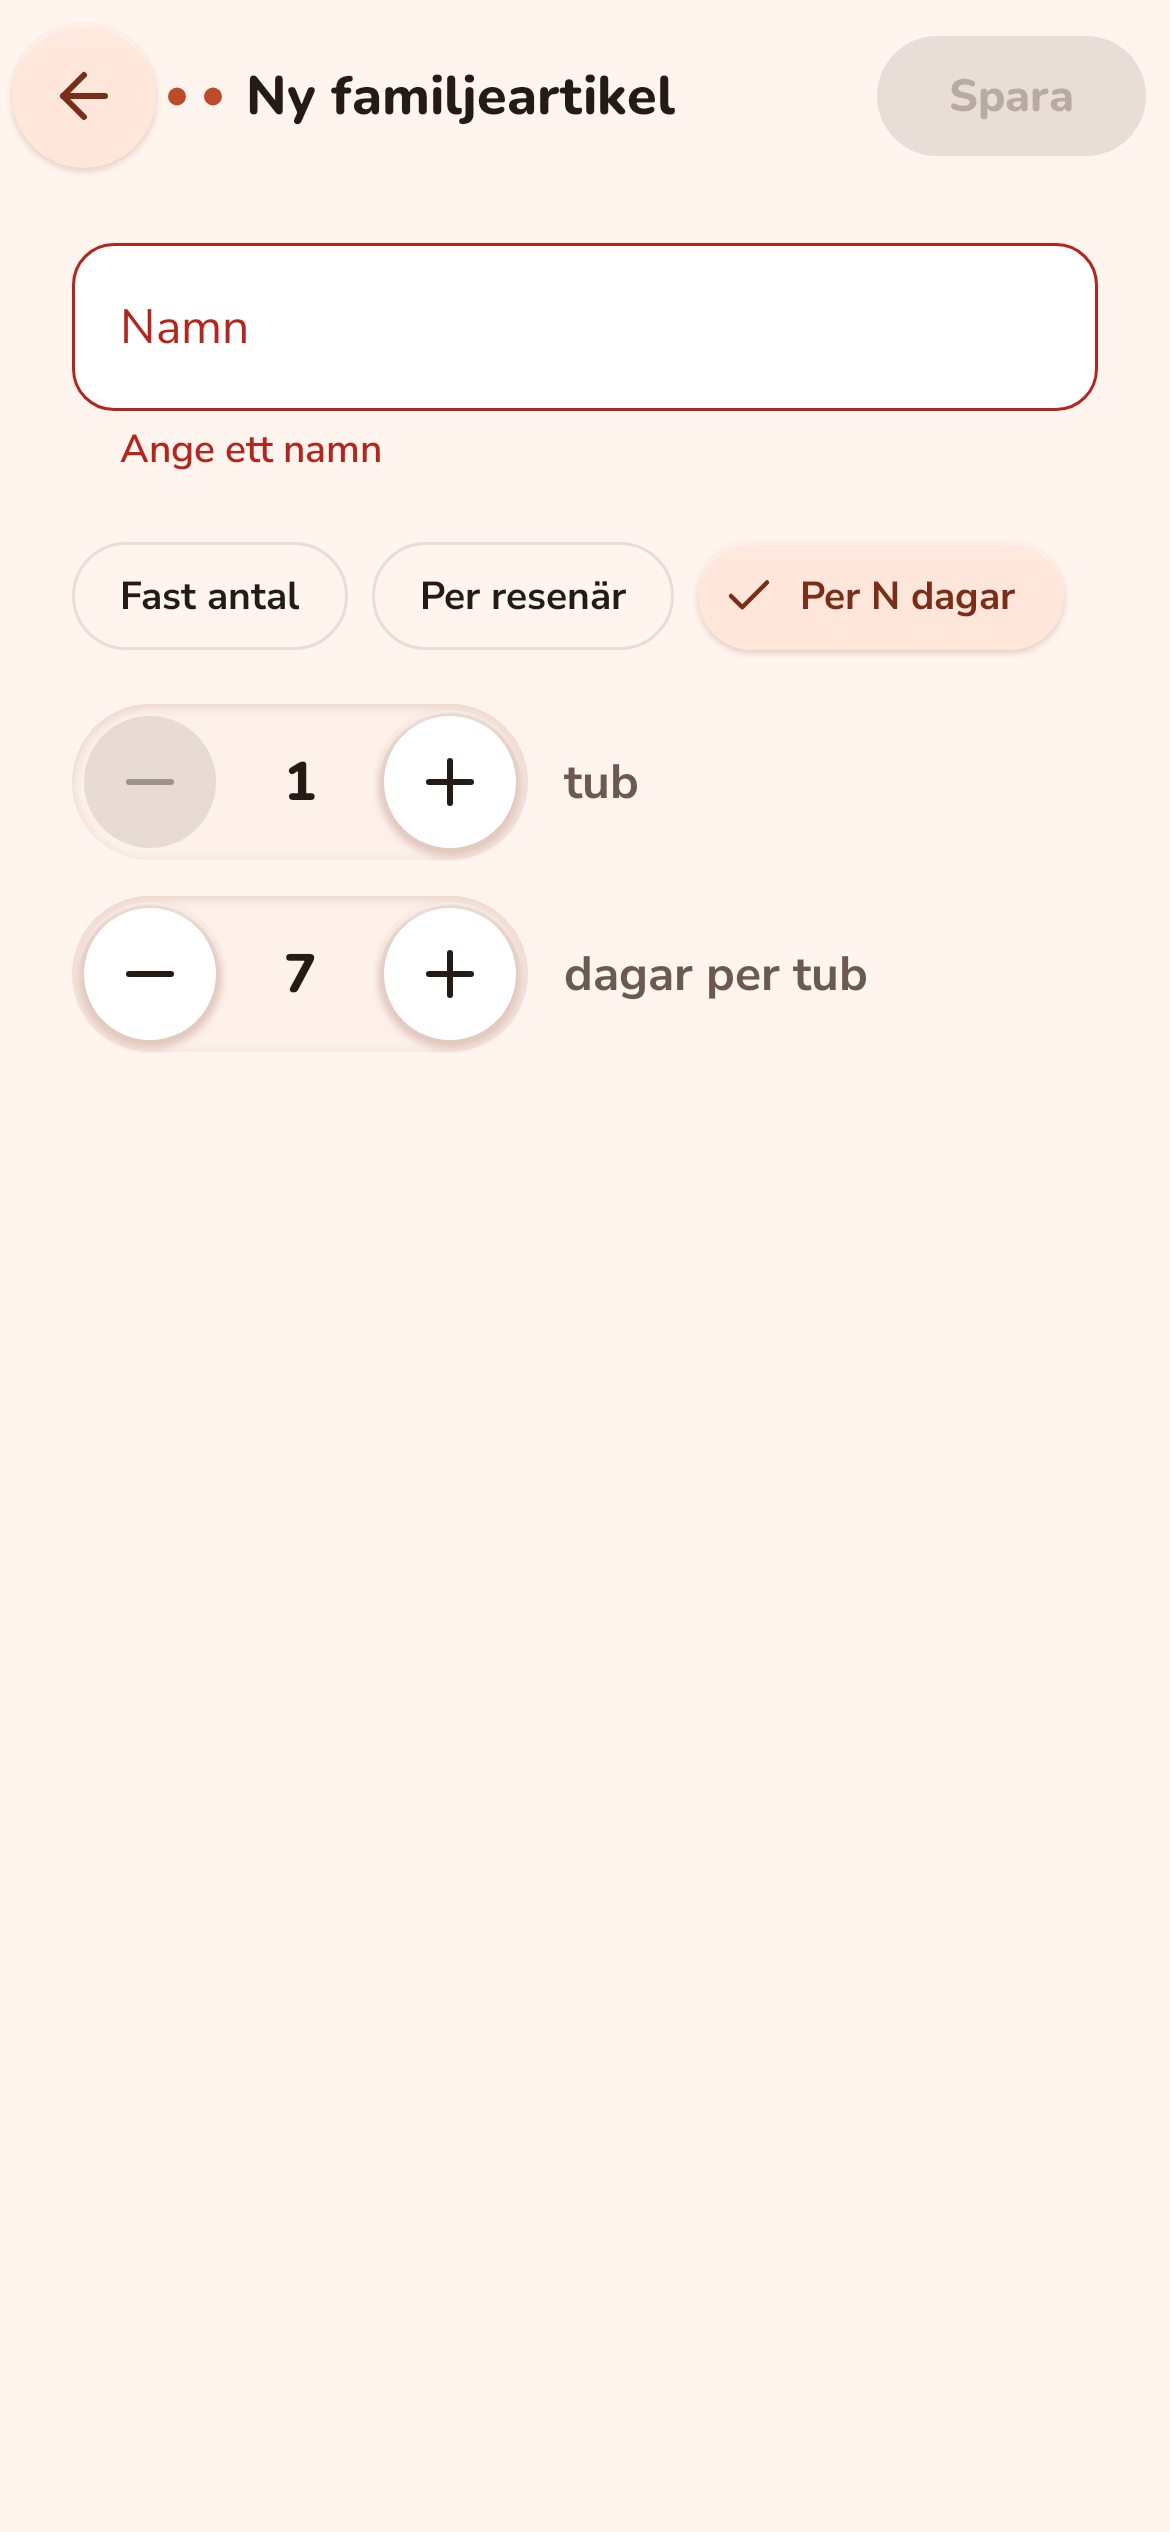 Ny familjeartikel
Spara
Namn
Ange ett namn
Fast antal
Per resenär
Per N dagar
1
tub
7
dagar per tub